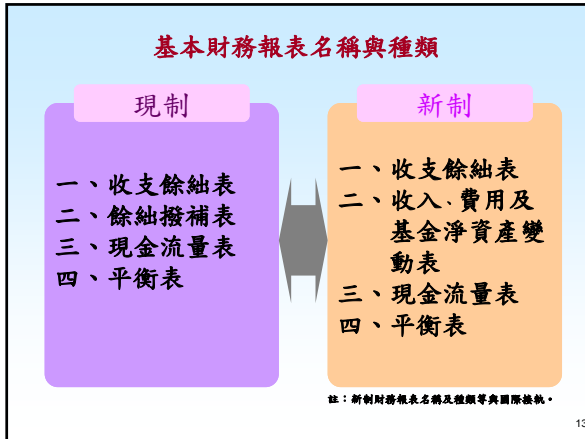 基本財務報表名稱與種類
現制
一、收支餘絀表
二、餘絀撥補表
三、現金流量表
四、平衡表
新制
一、收支餘絀表
二、收入、費用及
基金淨資產變
動表
三、現金流量表
四、平衡表
註：新制財務報表名稱及種類等與國際接軌。
13